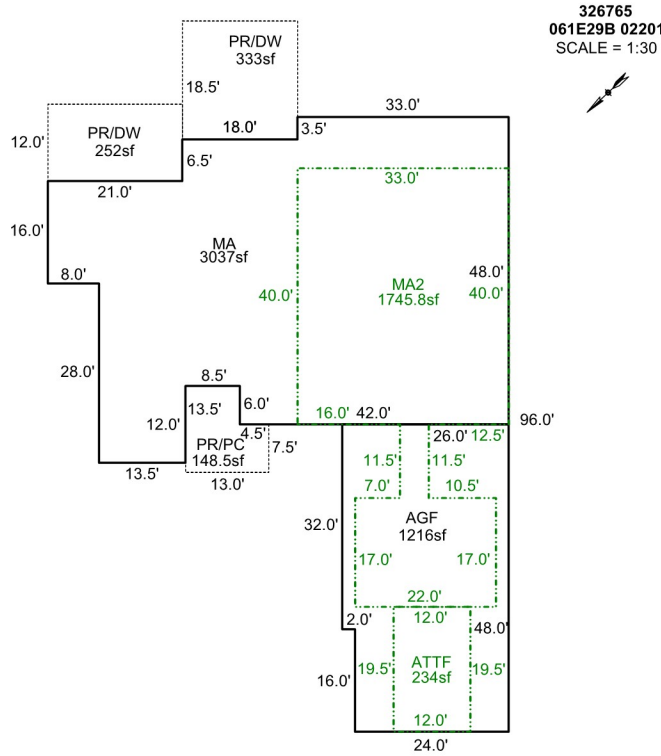 326765
061E29B 02201
SCALE = 1:30
PR/DW
333sf
18.5'
33.0'
18.0'
3.5'
PR/DW
252sf
12.0'
6.5'
33.0'
21.0'
16.0'
MA
3037sf
48.0'
8.0'
MA2
1745.8sf
40.0'
40.0'
28.0'
8.5'
13.5'
6.0'
12.0'
16.0'
42.0'
96.0'
4.5'
26.0'
12.5'
PR/PC
148.5sf
7.5'
11.5'
11.5'
13.5'
13.0'
7.0'
10.5'
AGF
1216sf
32.0'
17.0'
17.0'
22.0'
2.0'
12.0'
48.0'
ATTF
234sf
19.5'
19.5'
16.0'
12.0'
24.0'